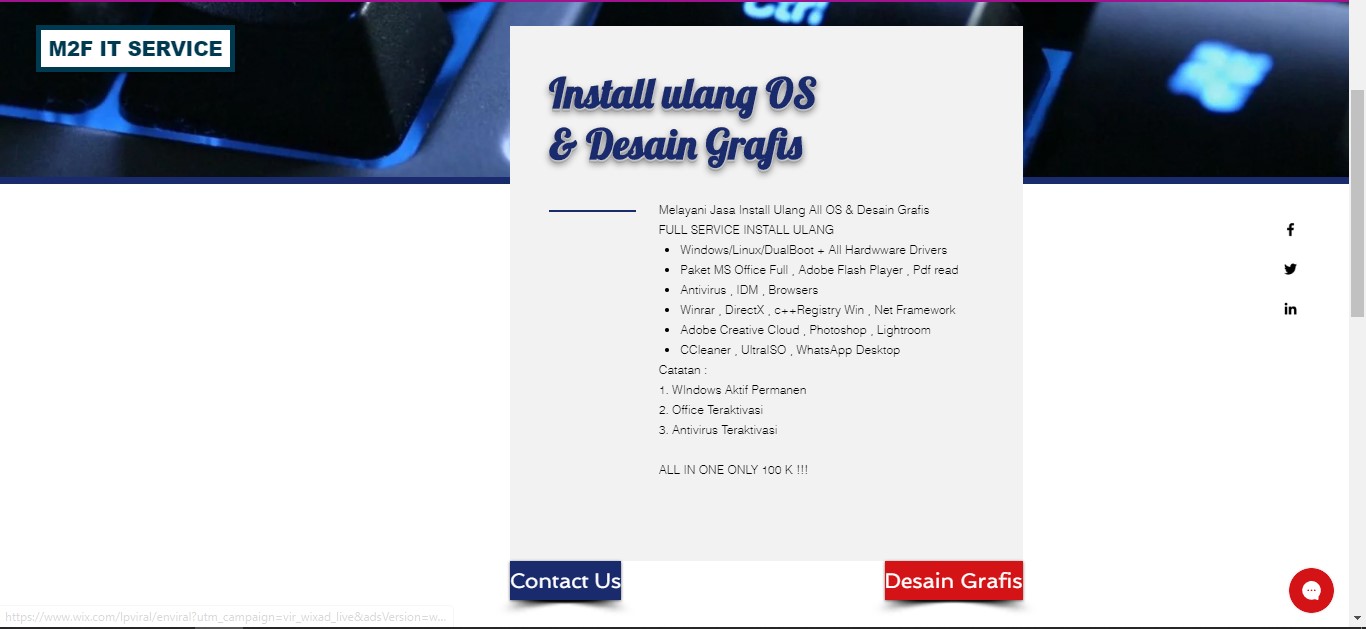 Ctrl
M2F IT SERVICE
Install ulang OS
& Desain Grafis
Melayani Jasa Install Ulang All OS & Desain Grafis
FULL SERVICE INSTALL ULANG
• Windows/Linux/DualBoot + All Hardwware Drivers
• Paket MS Office Full , Adobe Flash Player , Pdf read
• Antivirus , IDM , Browsers
• Winrar , DirectX , c++Registry Win , Net Framework
• Adobe Creative Cloud , Photoshop , Lightroom
• CCleaner , UltraISO , WhatsApp Desktop
Catatan :
1. WIndows Aktif Permanen
2. Office Teraktivasi
3. Antivirus Teraktivasi
ALL IN ONE ONLY 100 K !!!
Contact Us
Desain Grafis
https://www.wix.com/lpviral/enviral?utm_campaign=vir_wixad_live&adsVersion=w...